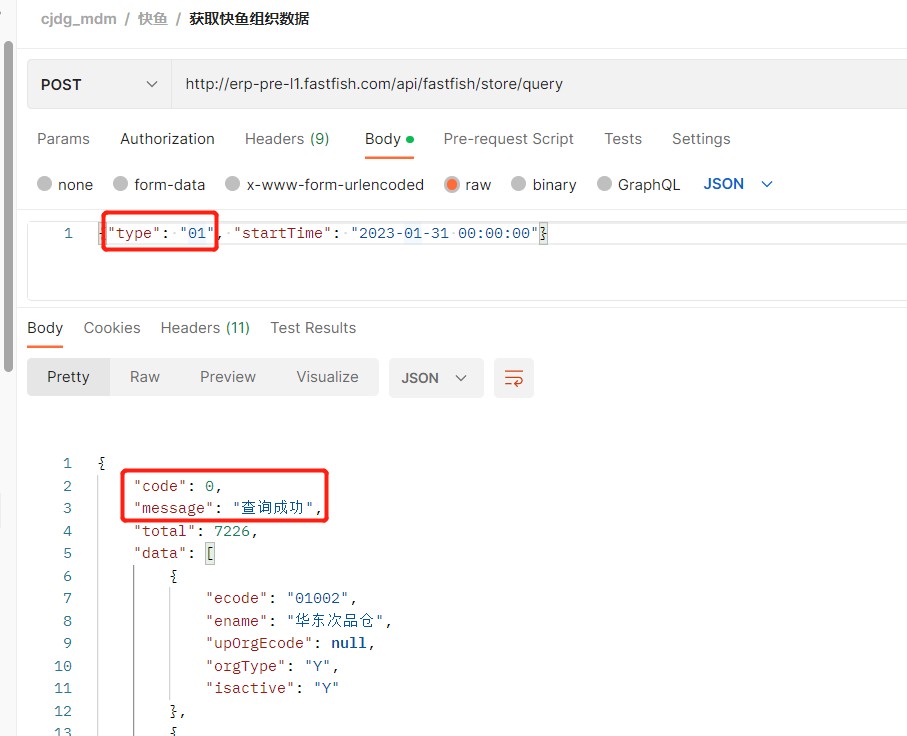 cjdg_mdm / 快鱼 / 获取快鱼组织数据
POST http://erp-pre-l1.fastfish.com/api/fastfish/store/query
Params Authorization Headers (9) Body Pre-request Script Tests Settings
none form-data x-www-form-urlencoded raw binary GraphQL JSON
1 {"type": "01", "startTime": "2023-01-31 00:00:00"}
Body Cookies Headers (11) Test Results
Pretty Raw Preview Visualize JSON
1 {
2 "code": 0,
3 "message": "查询成功",
4 "total": 7226,
5 "data": [
6 {
7 "ecode": "01002",
8 "ename": "华东次品仓",
9 "upOrgEcode": null,
10 "orgType": "Y",
11 "isactive": "Y"
12 },
13 {